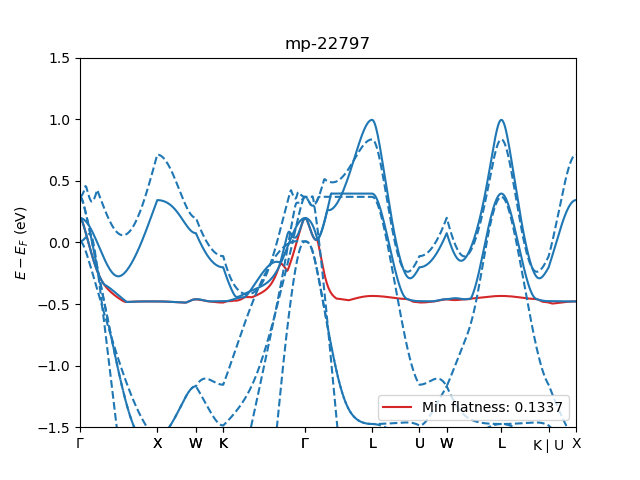 mp-22797
1.5
1.0
0.5
0.0
−0.5
−1.0
−1.5
E − E_F (eV)
Min flatness: 0.1337
Γ X W K Γ L U W L K | U X